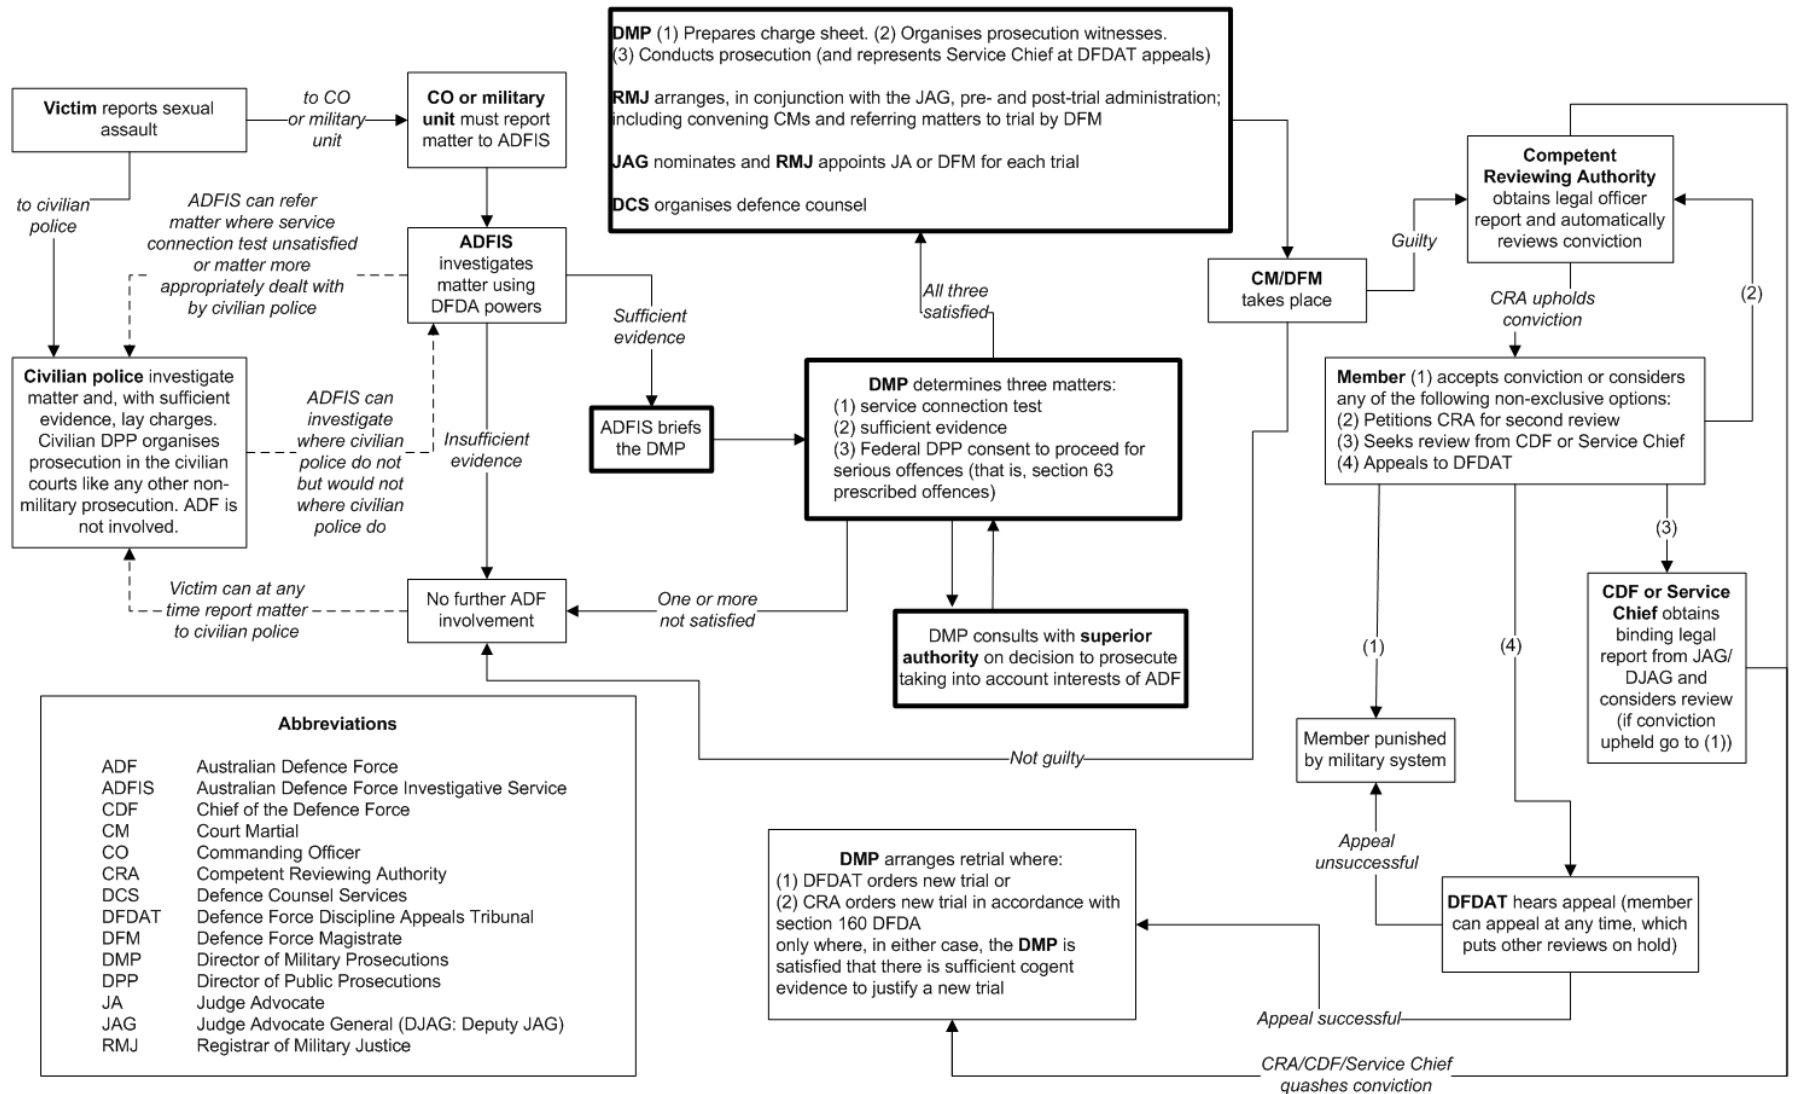 Victim reports sexual
assault
to CO
or military
unit
CO or military
unit must report
matter to ADFIS
to civilian
police
ADFIS can refer
matter where service
connection test unsatisfied
or matter more
appropriately dealt with
by civilian police
ADFIS
investigates
matter using
DFDA powers
Civilian police investigate
matter and, with sufficient
evidence, lay charges.
Civilian DPP organises
prosecution in the civilian
courts like any other non-
military prosecution. ADF is
not involved.
ADFIS can
investigate
where civilian
police do not
but would not
where civilian
police do
Insufficient
evidence
Sufficient
evidence
ADFIS briefs
the DMP
Victim can at any
time report matter
to civilian police
No further ADF
involvement
One or more
not satisfied
DMP (1) Prepares charge sheet. (2) Organises prosecution witnesses.
(3) Conducts prosecution (and represents Service Chief at DFDAT appeals)
RMJ arranges, in conjunction with the JAG, pre- and post-trial administration;
including convening CMs and referring matters to trial by DFM
JAG nominates and RMJ appoints JA or DFM for each trial
DCS organises defence counsel
All three
satisfied
DMP determines three matters:
(1) service connection test
(2) sufficient evidence
(3) Federal DPP consent to proceed for
serious offences (that is, section 63
prescribed offences)
DMP consults with superior
authority on decision to prosecute
taking into account interests of ADF
CM/DFM
takes place
Guilty
Not guilty
Competent
Reviewing Authority
obtains legal officer
report and automatically
reviews conviction
CRA upholds
conviction
(2)
Member (1) accepts conviction or considers
any of the following non-exclusive options:
(2) Petitions CRA for second review
(3) Seeks review from CDF or Service Chief
(4) Appeals to DFDAT
(1)
(4)
(3)
CDF or Service
Chief obtains
binding legal
report from JAG/
DJAG and
considers review
(if conviction
upheld go to (1))
Member punished
by military system
Appeal
unsuccessful
DFDAT hears appeal (member
can appeal at any time, which
puts other reviews on hold)
DMP arranges retrial where:
(1) DFDAT orders new trial or
(2) CRA orders new trial in accordance with
section 160 DFDA
only where, in either case, the DMP is
satisfied that there is sufficient cogent
evidence to justify a new trial
Appeal successful
CRA/CDF/Service Chief
quashes conviction
Abbreviations
ADF Australian Defence Force
ADFIS Australian Defence Force Investigative Service
CDF Chief of the Defence Force
CM Court Martial
CO Commanding Officer
CRA Competent Reviewing Authority
DCS Defence Counsel Services
DFDAT Defence Force Discipline Appeals Tribunal
DFM Defence Force Magistrate
DMP Director of Military Prosecutions
DPP Director of Public Prosecutions
JA Judge Advocate
JAG Judge Advocate General (DJAG: Deputy JAG)
RMJ Registrar of Military Justice